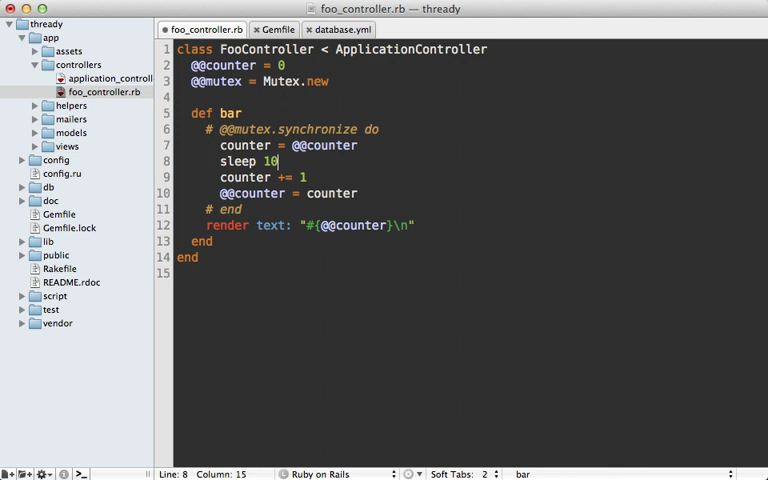 foo_controller.rb — thready
thready
app
assets
controllers
application_controll
foo_controller.rb
helpers
mailers
models
views
config
config.ru
db
doc
Gemfile
Gemfile.lock
lib
public
Rakefile
README.rdoc
script
test
vendor
foo_controller.rb
Gemfile
database.yml
1 class FooController < ApplicationController
2   @@counter = 0
3   @@mutex = Mutex.new
4
5   def bar
6     # @@mutex.synchronize do
7       counter = @@counter
8       sleep 10
9       counter += 1
10       @@counter = counter
11     # end
12     render text: "#{@@counter}\n"
13   end
14 end
15
Line: 8 Column: 15 Ruby on Rails Soft Tabs: 2 bar